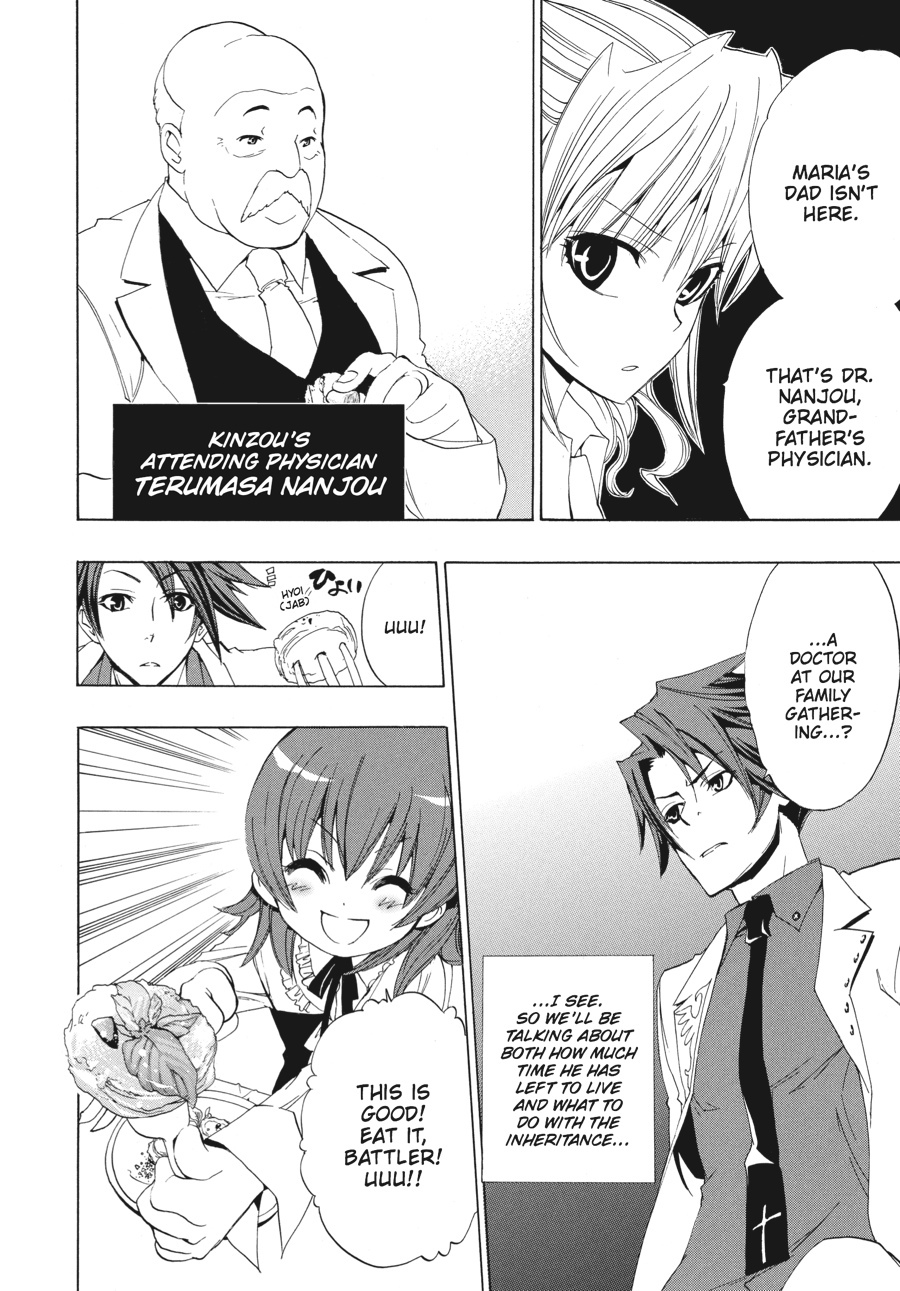 MARIA'S
DAD ISN'T
HERE.
THAT'S DR.
NANJOU,
GRAND-
FATHER'S
PHYSICIAN.
KINZOU'S
ATTENDING PHYSICIAN
TERUMASA NANJOU
...A
DOCTOR
AT OUR
FAMILY
GATHER-
ING...?
...I SEE.
SO WE'LL BE
TALKING ABOUT
BOTH HOW MUCH
TIME HE HAS
LEFT TO LIVE
AND WHAT TO
DO WITH THE
INHERITANCE...
UUU!
ひょい
HYOI
(JAB)
THIS IS
GOOD!
EAT IT,
BATTLER!
UUU!!